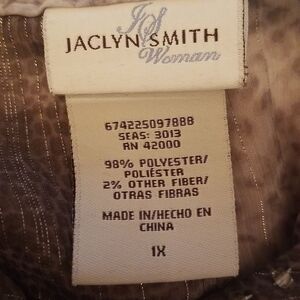 JS
JACLYN SMITH
Woman
674225097888
SEAS: 3013
RN 42000
98% POLYESTER/
POLIÉSTER
2% OTHER FIBER/
OTRAS FIBRAS
MADE IN/HECHO EN
CHINA
1X